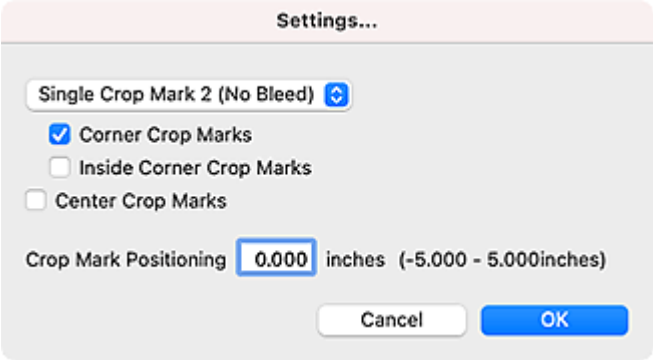 Settings...
Single Crop Mark 2 (No Bleed)
Corner Crop Marks
Inside Corner Crop Marks
Center Crop Marks
Crop Mark Positioning 0.000 inches (-5.000 - 5.000inches)
Cancel OK